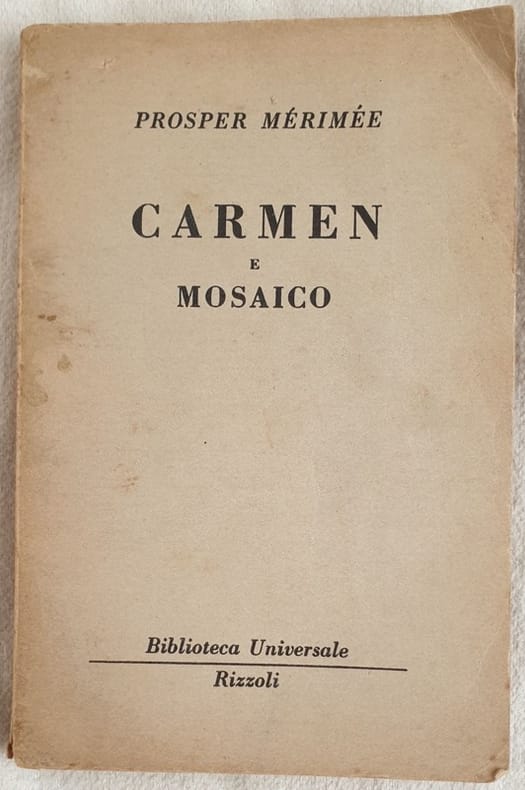 PROSPER MÉRIMÉE
CARMEN
E
MOSAICO
Biblioteca Universale
Rizzoli